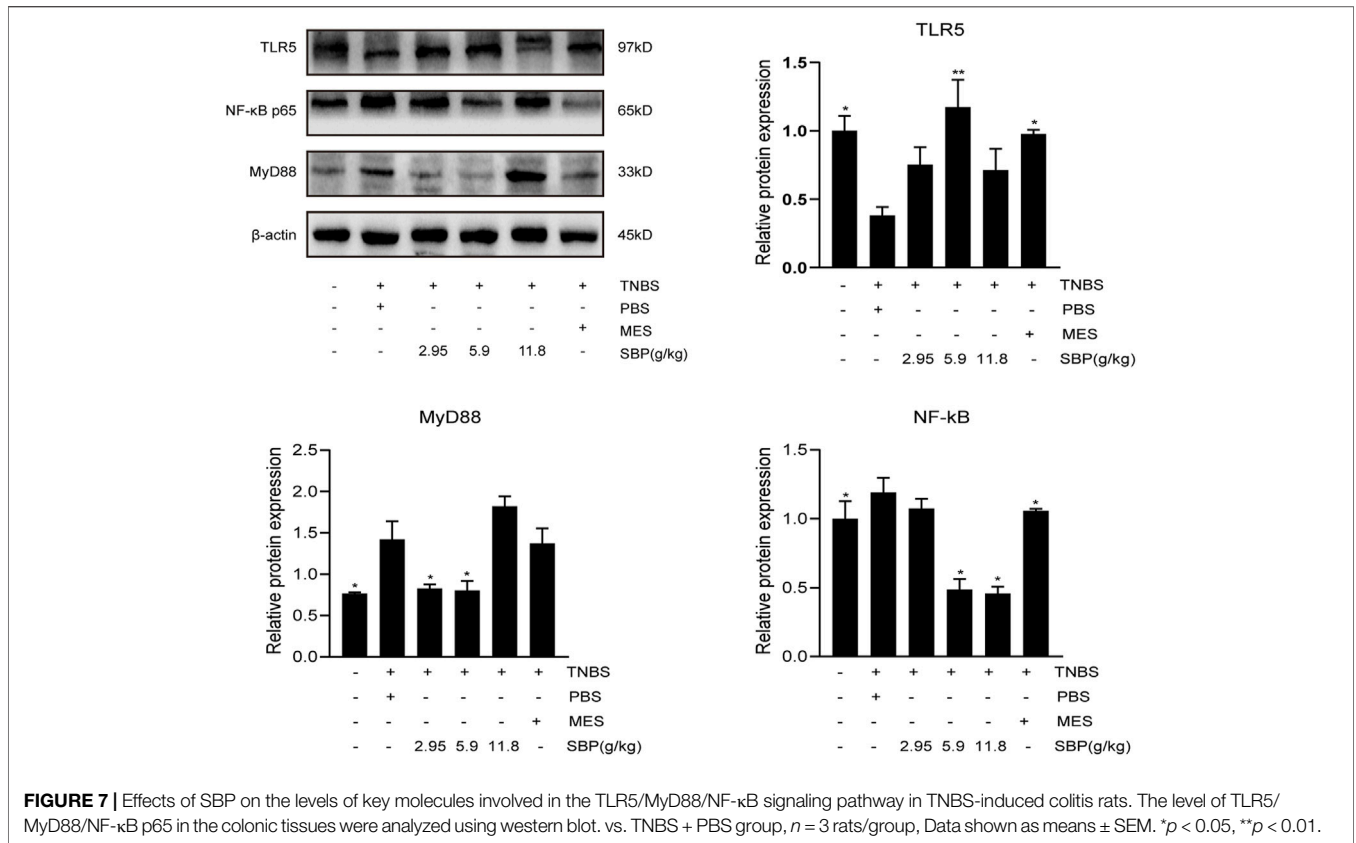 TLR5 97kD
NF-κB p65 65kD
MyD88 33kD
β-actin 45kD
- + + + + + TNBS
- + - - - - PBS
- - - - - + MES
- - 2.95 5.9 11.8 - SBP(g/kg)
TLR5
Relative protein expression
1.5
1.0
0.5
0.0
* ** *
- + + + + + TNBS
- + - - - - PBS
- - - - - + MES
- - 2.95 5.9 11.8 - SBP(g/kg)
MyD88
Relative protein expression
2.5
2.0
1.5
1.0
0.5
0.0
* * *
- + + + + + TNBS
- + - - - - PBS
- - - - - + MES
- - 2.95 5.9 11.8 - SBP(g/kg)
NF-kB
Relative protein expression
1.5
1.0
0.5
0.0
* * * *
- + + + + + TNBS
- + - - - - PBS
- - - - - + MES
- - 2.95 5.9 11.8 - SBP(g/kg)
FIGURE 7 | Effects of SBP on the levels of key molecules involved in the TLR5/MyD88/NF-κB signaling pathway in TNBS-induced colitis rats. The level of TLR5/
MyD88/NF-κB p65 in the colonic tissues were analyzed using western blot. vs. TNBS + PBS group, n = 3 rats/group, Data shown as means ± SEM. *p < 0.05, **p < 0.01.